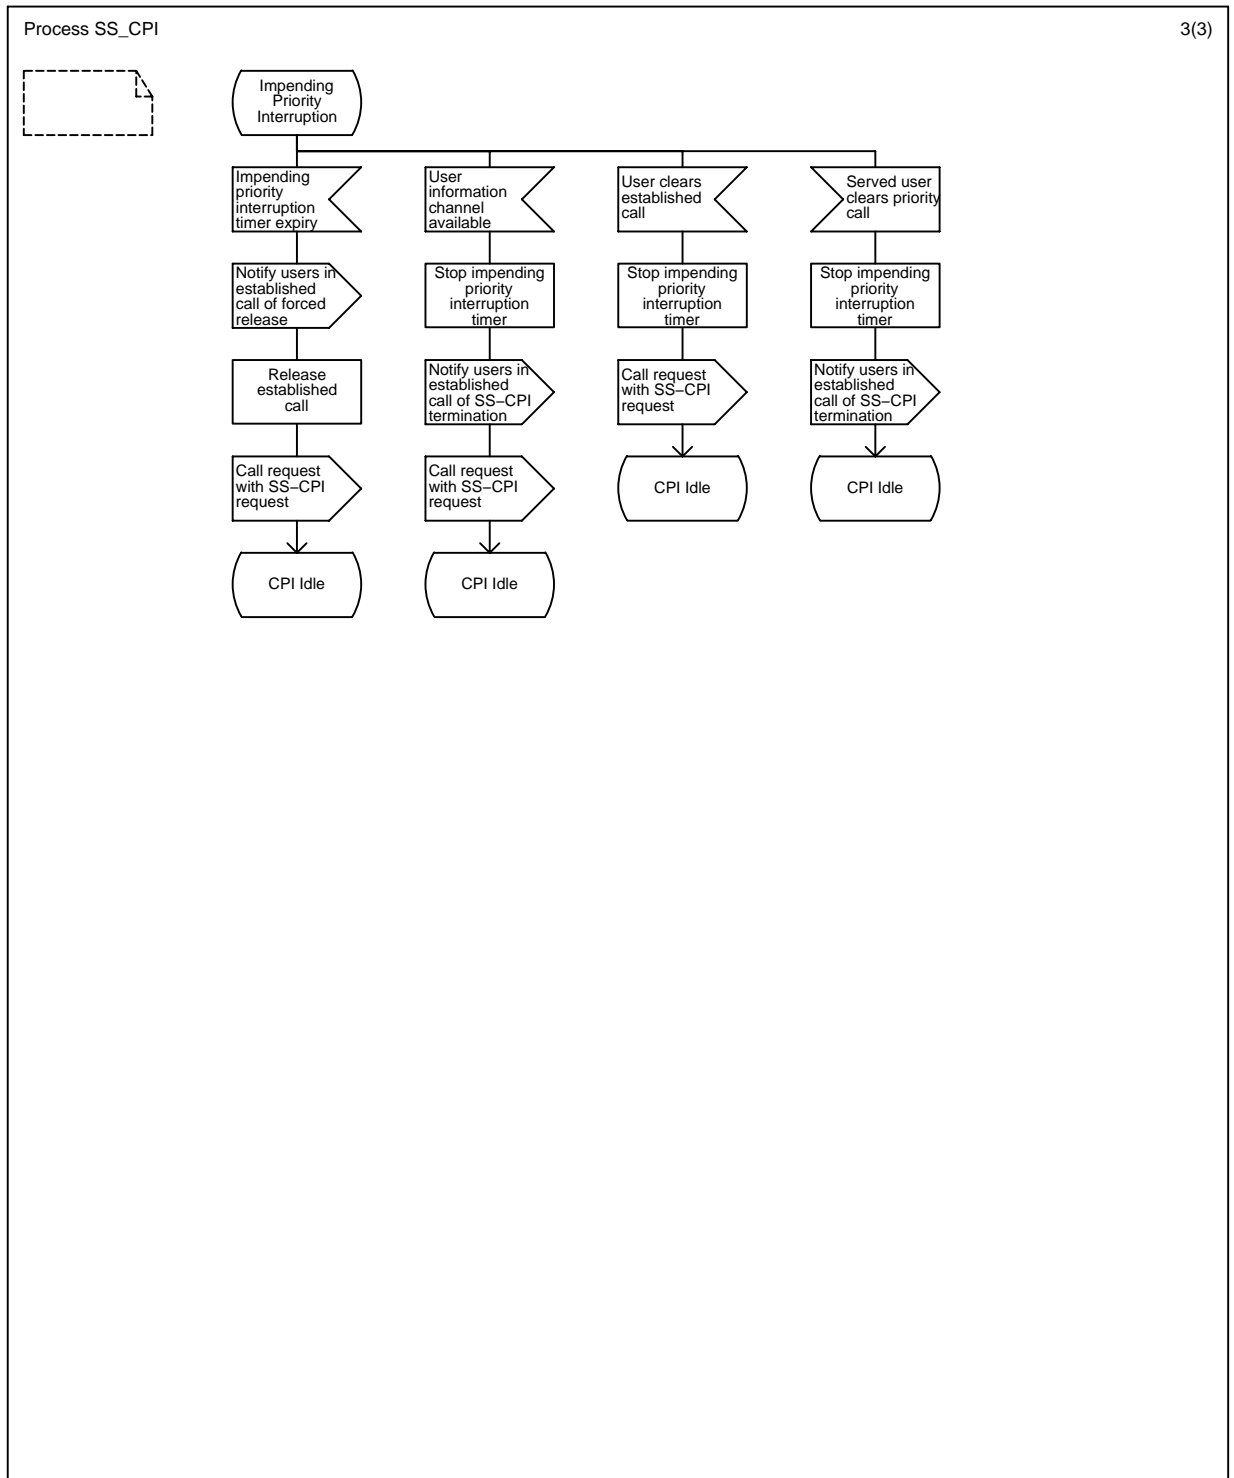 Process SS_CPI
3(3)
Impending
Priority
Interruption
Impending
priority
interruption
timer expiry
User
information
channel
available
User clears
established
call
Served user
clears priority
call
Notify users in
established
call of forced
release
Stop impending
priority
interruption
timer
Stop impending
priority
interruption
timer
Stop impending
priority
interruption
timer
Release
established
call
Notify users in
established
call of SS−CPI
termination
Call request
with SS−CPI
request
Notify users in
established
call of SS−CPI
termination
Call request
with SS−CPI
request
Call request
with SS−CPI
request
CPI Idle
CPI Idle
CPI Idle
CPI Idle